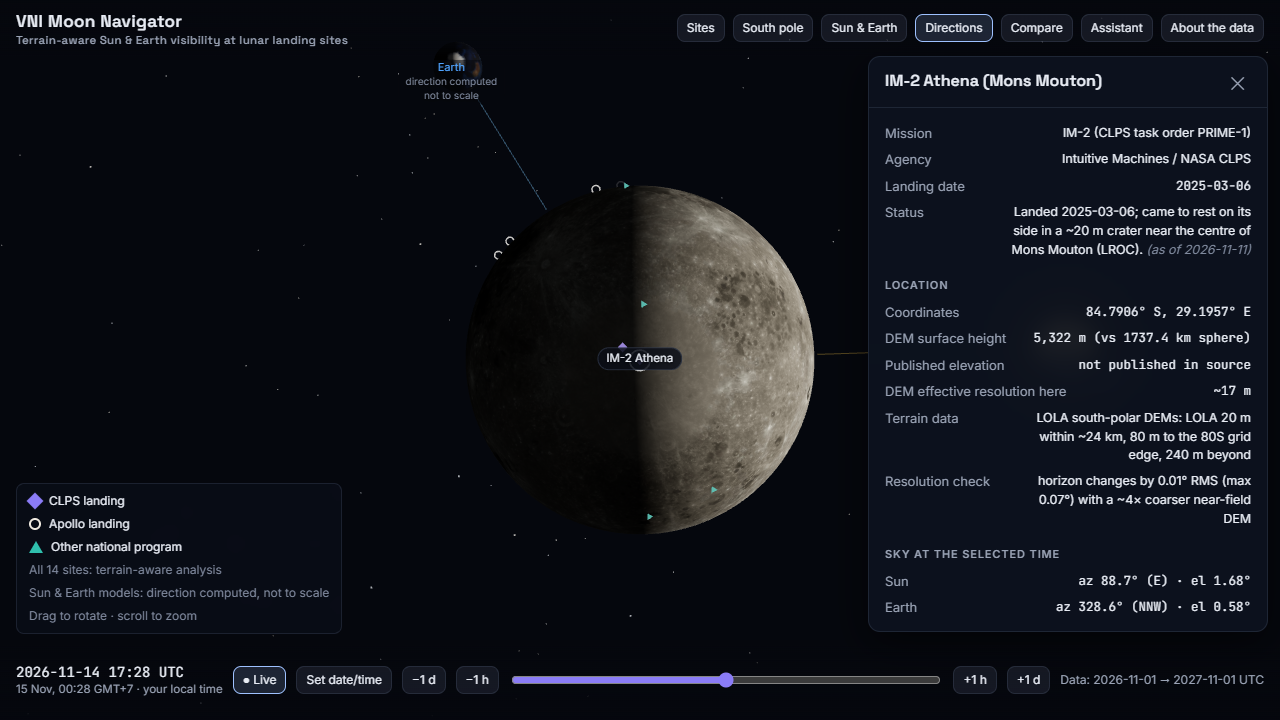 VNI Moon Navigator
Terrain-aware Sun & Earth visibility at lunar landing sites
Sites
South pole
Sun & Earth
Directions
Compare
Assistant
About the data
Earth
direction computed
not to scale
IM-2 Athena
IM-2 Athena (Mons Mouton)
Mission IM-2 (CLPS task order PRIME-1)
Agency Intuitive Machines / NASA CLPS
Landing date 2025-03-06
Status Landed 2025-03-06; came to rest on its
side in a ~20 m crater near the centre of
Mons Mouton (LROC). (as of 2026-11-11)
LOCATION
Coordinates 84.7906° S, 29.1957° E
DEM surface height 5,322 m (vs 1737.4 km sphere)
Published elevation not published in source
DEM effective resolution here ~17 m
Terrain data LOLA south-polar DEMs: LOLA 20 m
within ~24 km, 80 m to the 80S grid
edge, 240 m beyond
Resolution check horizon changes by 0.01° RMS (max
0.07°) with a ~4× coarser near-field
DEM
SKY AT THE SELECTED TIME
Sun az 88.7° (E) · el 1.68°
Earth az 328.6° (NNW) · el 0.58°
CLPS landing
Apollo landing
Other national program
All 14 sites: terrain-aware analysis
Sun & Earth models: direction computed, not to scale
Drag to rotate · scroll to zoom
2026-11-14 17:28 UTC
15 Nov, 00:28 GMT+7 · your local time
● Live
Set date/time
−1 d
−1 h
+1 h
+1 d
Data: 2026-11-01 → 2027-11-01 UTC